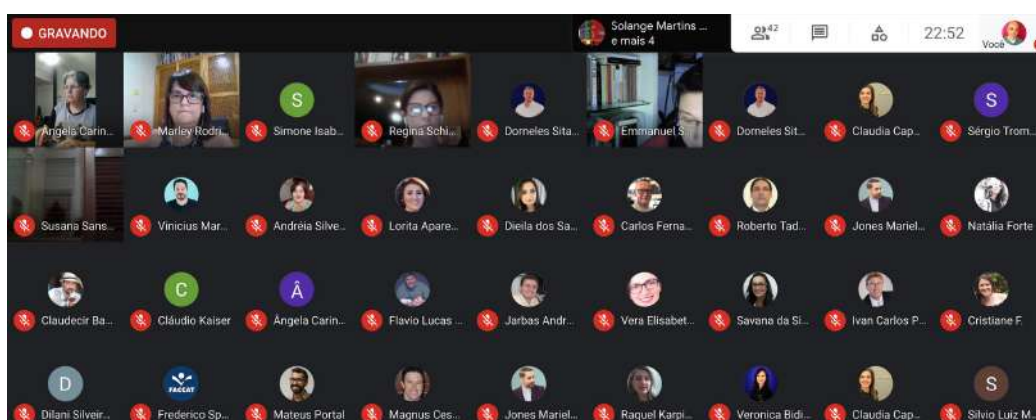 GRAVANDO
Solange Martins ...
e mais 4
42
22:52
Você
Angela Carin...
Marley Rodri...
Simone Isab...
Regina Schi...
Dorneles Sita...
Emmanuel S...
Dorneles Sit...
Claudia Cap...
S
Sérgio Trom...
S
Susana Sans...
Vinicius Mar...
Andréia Silve...
Lorita Apare...
Dieila dos Sa...
Carlos Ferna...
Roberto Tad...
Jones Mariel...
Natália Forte
Claudecir Ba...
C
Cláudio Kaiser
Â
Ângela Carin...
Flavio Lucas ...
Jarbas Andr...
Vera Elisabet...
Savana da Si...
Ivan Carlos P...
Cristiane F.
D
Dilani Silveir...
FACCAT
Frederico Sp...
Mateus Portal
Magnus Ces...
Jones Mariel...
Raquel Karpi...
Veronica Bidi...
Claudia Cap...
S
Silvio Luiz M...